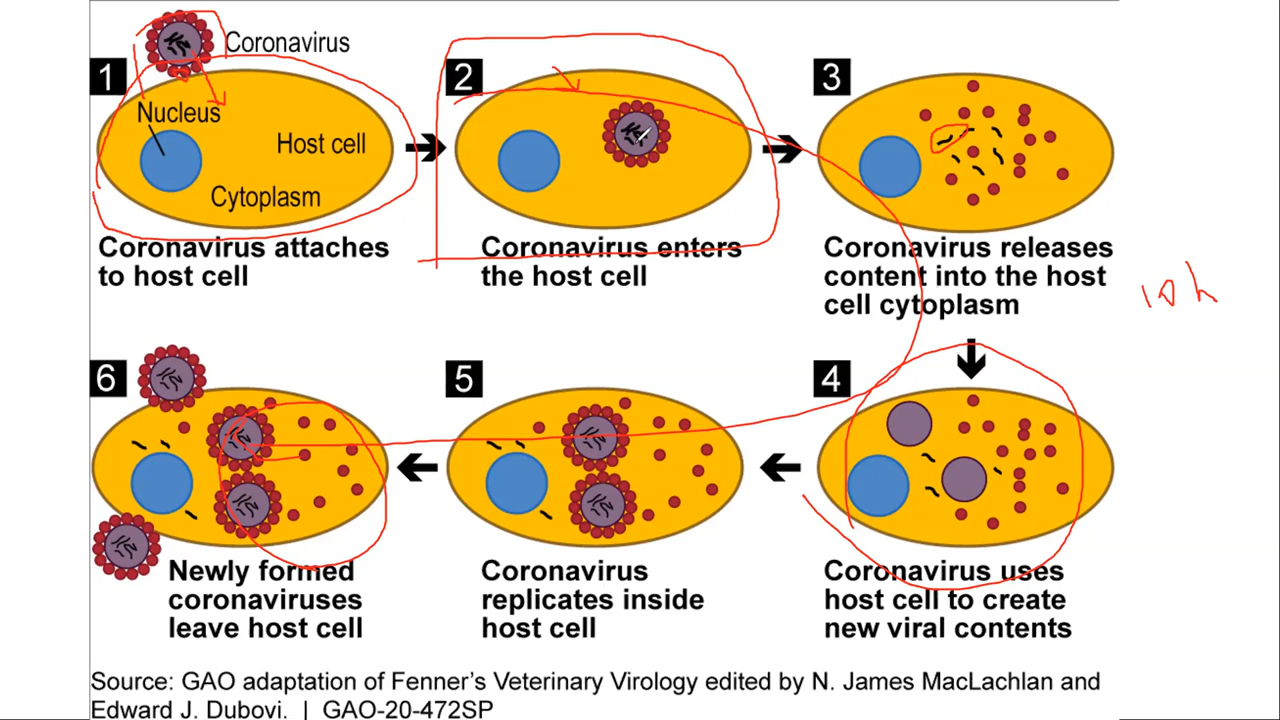 Coronavirus
1
Nucleus
Host cell
Cytoplasm
Coronavirus attaches
to host cell
2
Coronavirus enters
the host cell
3
Coronavirus releases
content into the host
cell cytoplasm
10h
6
Newly formed
coronaviruses
leave host cell
5
Coronavirus
replicates inside
host cell
4
Coronavirus uses
host cell to create
new viral contents
Source: GAO adaptation of Fenner's Veterinary Virology edited by N. James MacLachlan and
Edward J. Dubovi. | GAO-20-472SP